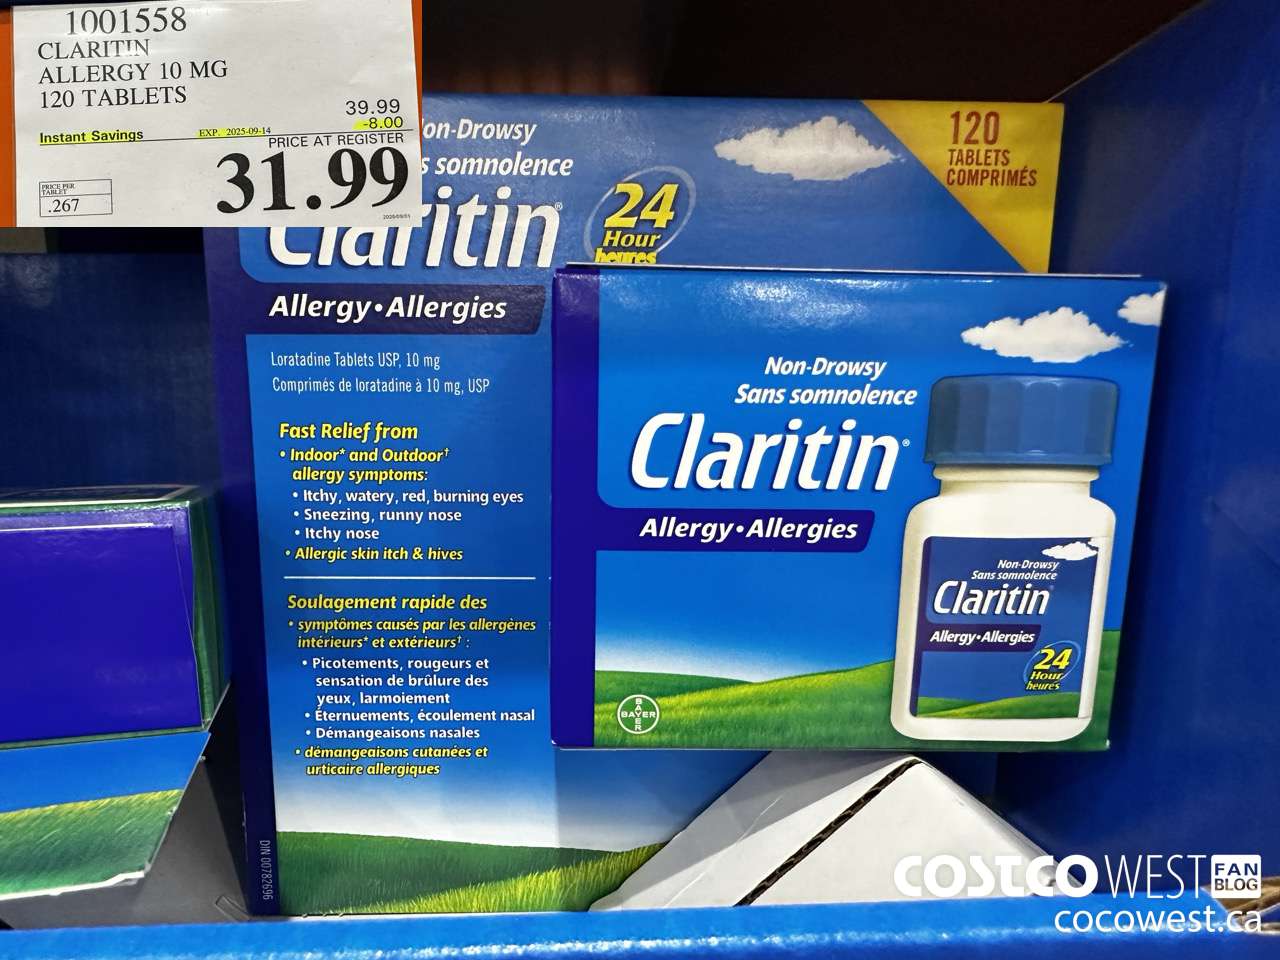 1001558
CLARITIN
ALLERGY 10 MG
120 TABLETS
39.99
Instant Savings EXP. 2025-09-14 -8.00
PRICE AT REGISTER
31.99
PRICE PER
TABLET
.267
on-Drowsy
s somnolence
Claritin®
24
Hour
heures
120
TABLETS
COMPRIMÉS
Allergy•Allergies
Loratadine Tablets USP, 10 mg
Comprimés de loratadine à 10 mg, USP
Fast Relief from
• Indoor* and Outdoor†
allergy symptoms:
• Itchy, watery, red, burning eyes
• Sneezing, runny nose
• Itchy nose
• Allergic skin itch & hives
Soulagement rapide des
• symptômes causés par les allergènes
intérieurs* et extérieurs† :
• Picotements, rougeurs et
sensation de brûlure des
yeux, larmoiement
• Éternuements, écoulement nasal
• Démangeaisons nasales
• démangeaisons cutanées et
urticaire allergiques
DIN 00782696
Non-Drowsy
Sans somnolence
Claritin®
Allergy•Allergies
BAYER
BAYER
Non-Drowsy
Sans somnolence
Claritin
Allergy•Allergies
24
Hour
heures
COSTCO WEST FAN BLOG
cocowest.ca